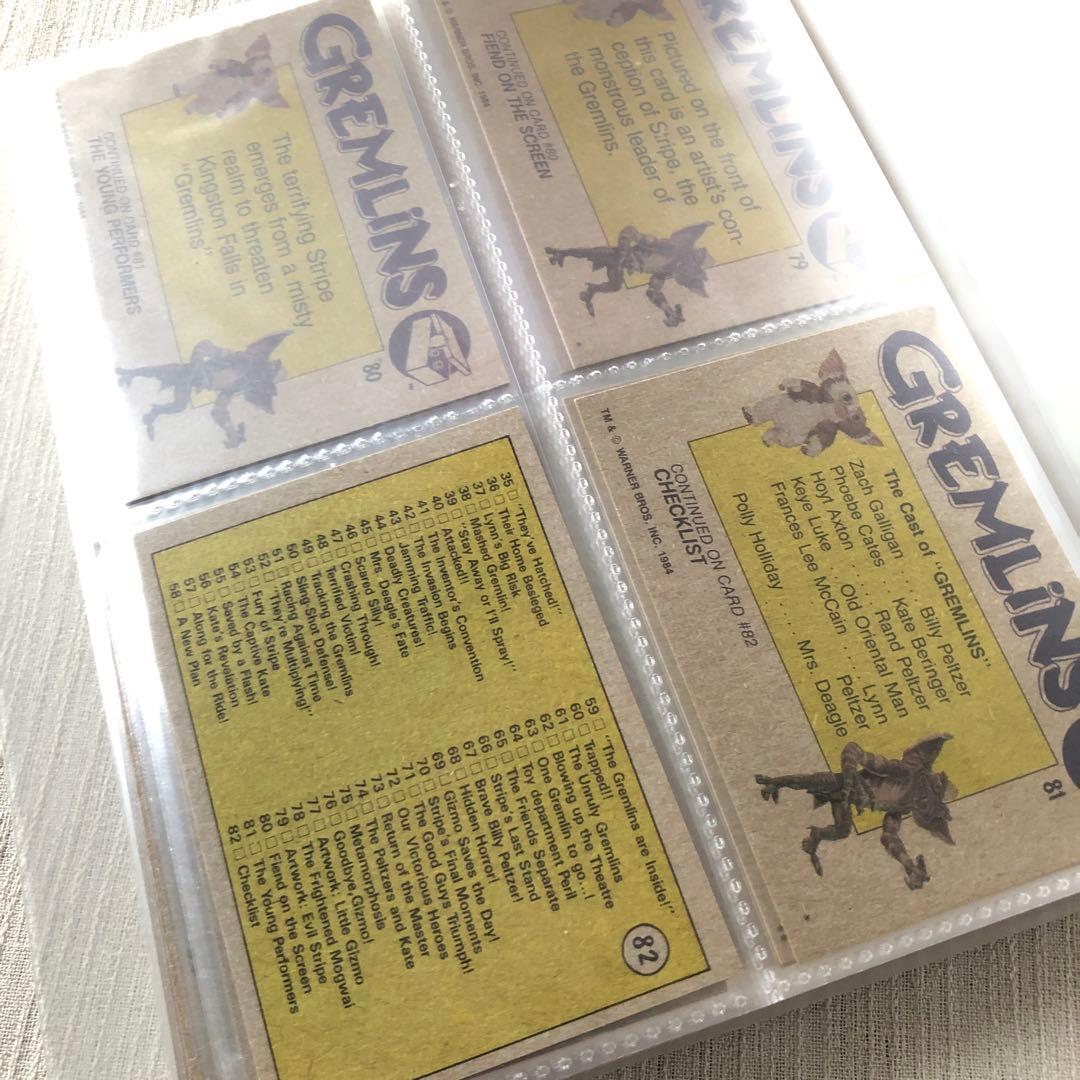 GREMLiNS
80
The terrifying Stripe
emerges from a misty
realm to threaten
Kingston Falls in
"Gremlins".
CONTINUED ON CARD #81
THE YOUNG PERFORMERS
GREMLiNS
79
Pictured on the front of
this card is an artist's con-
ception of Stripe, the
monstrous leader of
the Gremlins.
CONTINUED ON CARD #80
FIEND ON THE SCREEN
© WARNER BROS. INC. 1984
35 □ "They've Hatched!"
36 □ Their Home Besieged
37 □ Lynn's Big Risk
38 □ Mashed Gremlin!
39 □ "Stay Away or I'll Spray!"
40 □ Attacked!!
41 □ The Inventor's Convention
42 □ The Invasion Begins
43 □ Jamming Traffic!
44 □ Deadly Creatures!
45 □ Mrs. Deagle's Fate
46 □ Scared Silly!
47 □ Crashing Through!
48 □ Terrified Victim!
49 □ Tracking the Gremlins
50 □ Sling-Shot Defense!
51 □ Racing Against Time
52 □ "They're Multiplying!"
53 □ Fury of Stripe
54 □ The Captive Kate
55 □ Saved by a Flash!
56 □ Kate's Revelation
57 □ Along for the Ride!
58 □ A New Plan
59 □ "The Gremlins are Inside!"
60 □ Trapped!!
61 □ The Unruly Gremlins
62 □ Blowing up the Theatre
63 □ One Gremlin to go...!
64 □ Toy department Peril
65 □ The Friends Separate
66 □ Stripe's Last Stand
67 □ Brave Billy Peltzer!
68 □ Hidden Horror!
69 □ Gizmo Saves the Day!
70 □ Stripe's Final Moments
71 □ The Good Guys Triumph!
72 □ Our Victorious Heroes
73 □ Return of the Master
74 □ The Peltzers and Kate
75 □ Metamorphosis
76 □ Goodbye, Gizmo!
77 □ Artwork: Little Gizmo
78 □ The Frightened Mogwai
79 □ Artwork: Evil Stripe
80 □ Fiend on the Screen
81 □ The Young Performers
82 □ Checklist
82
GREMLiNS
81
The Cast of "GREMLINS"
Zach Galligan Billy Peltzer
Phoebe Cates .. Kate Beringer
Hoyt Axton ..... Rand Peltzer
Keye Luke .. Old Oriental Man
Frances Lee McCain .... Lynn
Peltzer
Polly Holliday ..... Mrs. Deagle
CONTINUED ON CARD #82
CHECKLIST
TM & © WARNER BROS. INC. 1984